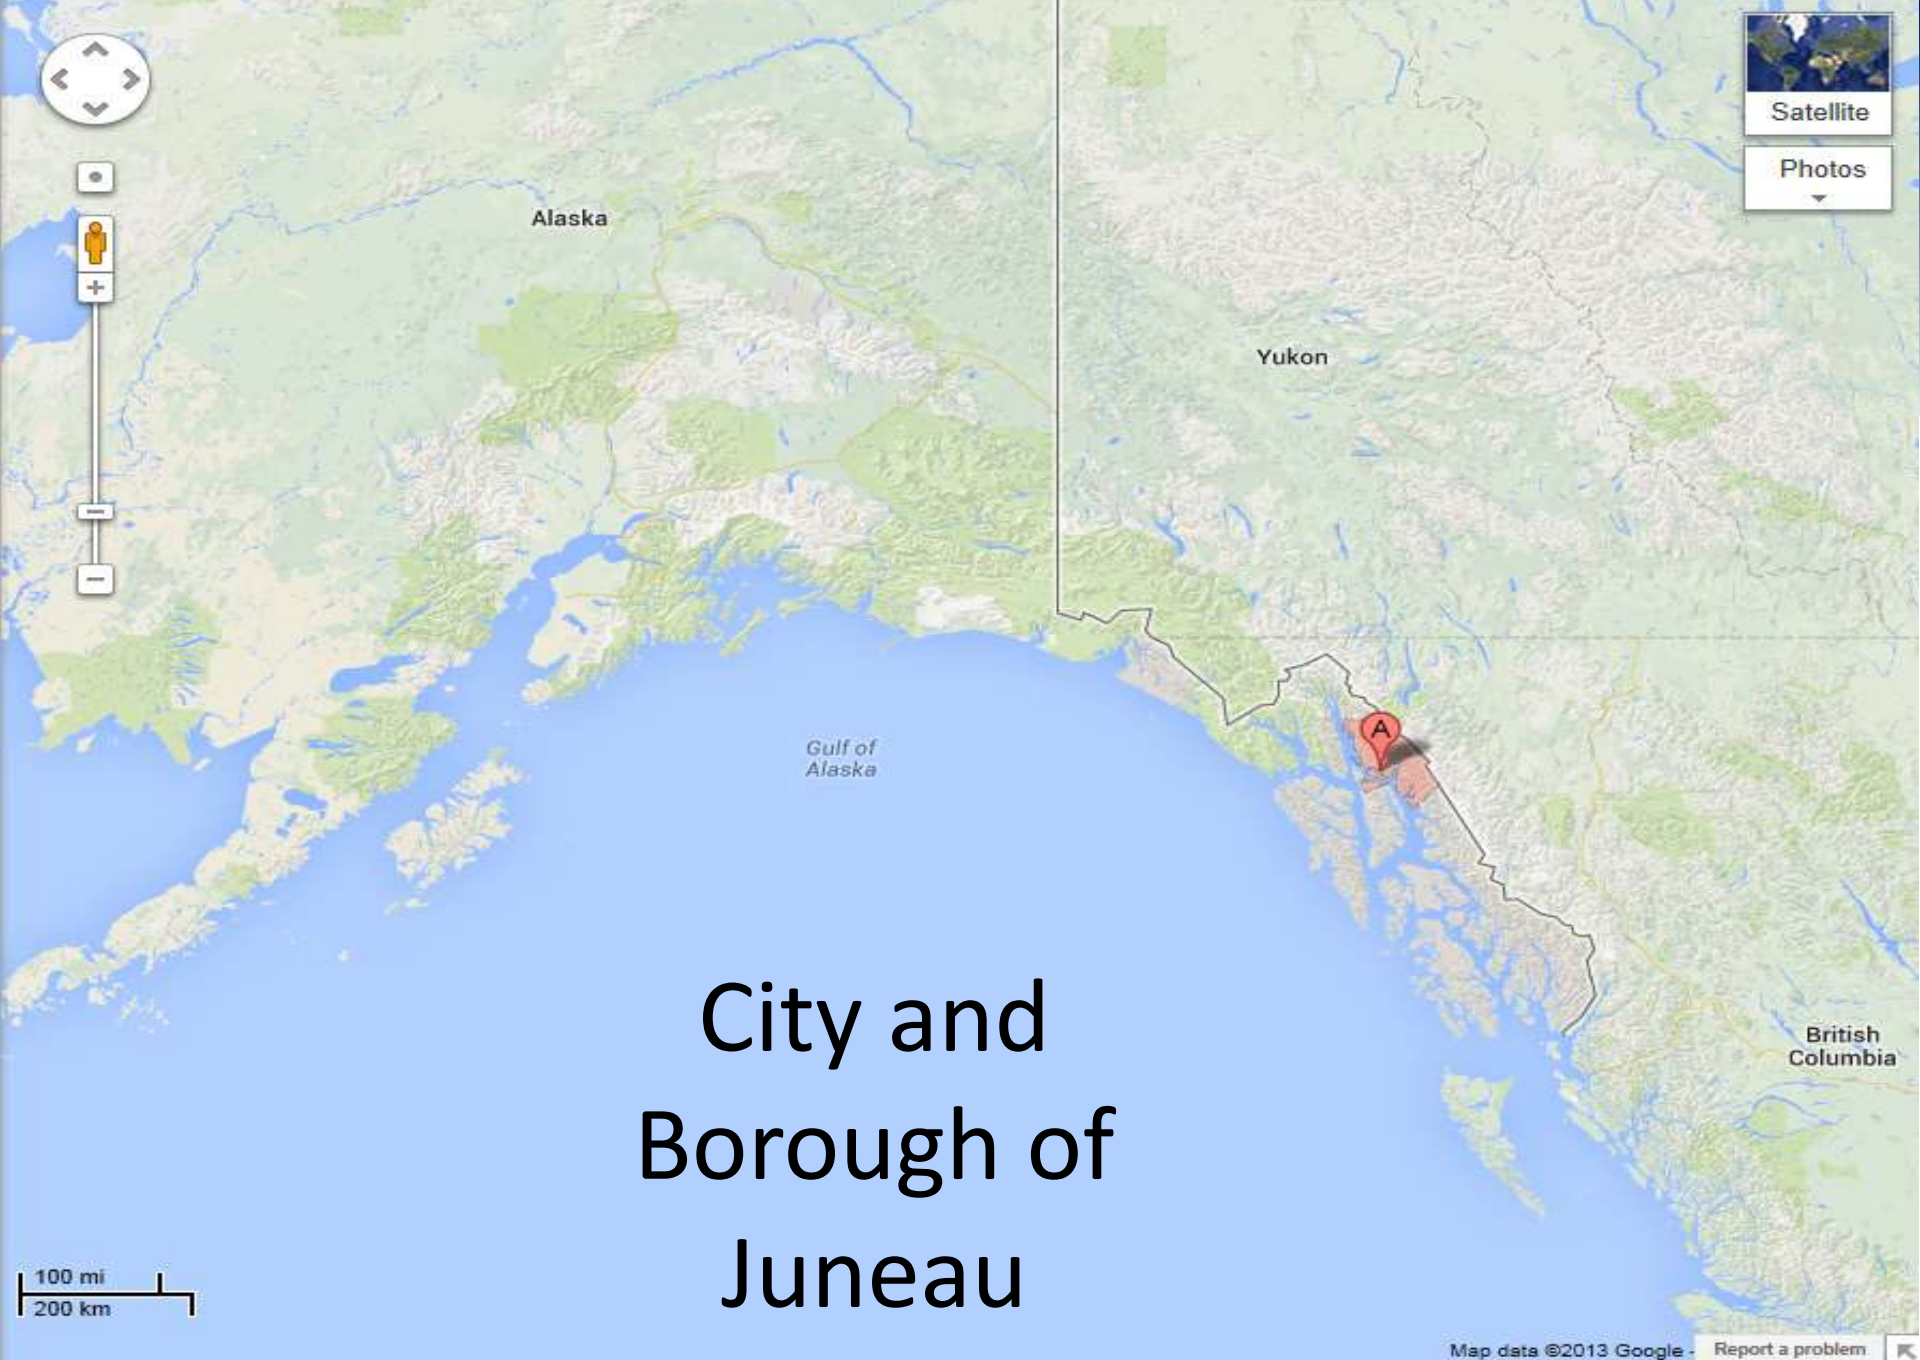 Satellite
Photos
Alaska
Yukon
Gulf of
Alaska
A
City and
Borough of
Juneau
British
Columbia
100 mi
200 km
Map data ©2013 Google -
Report a problem